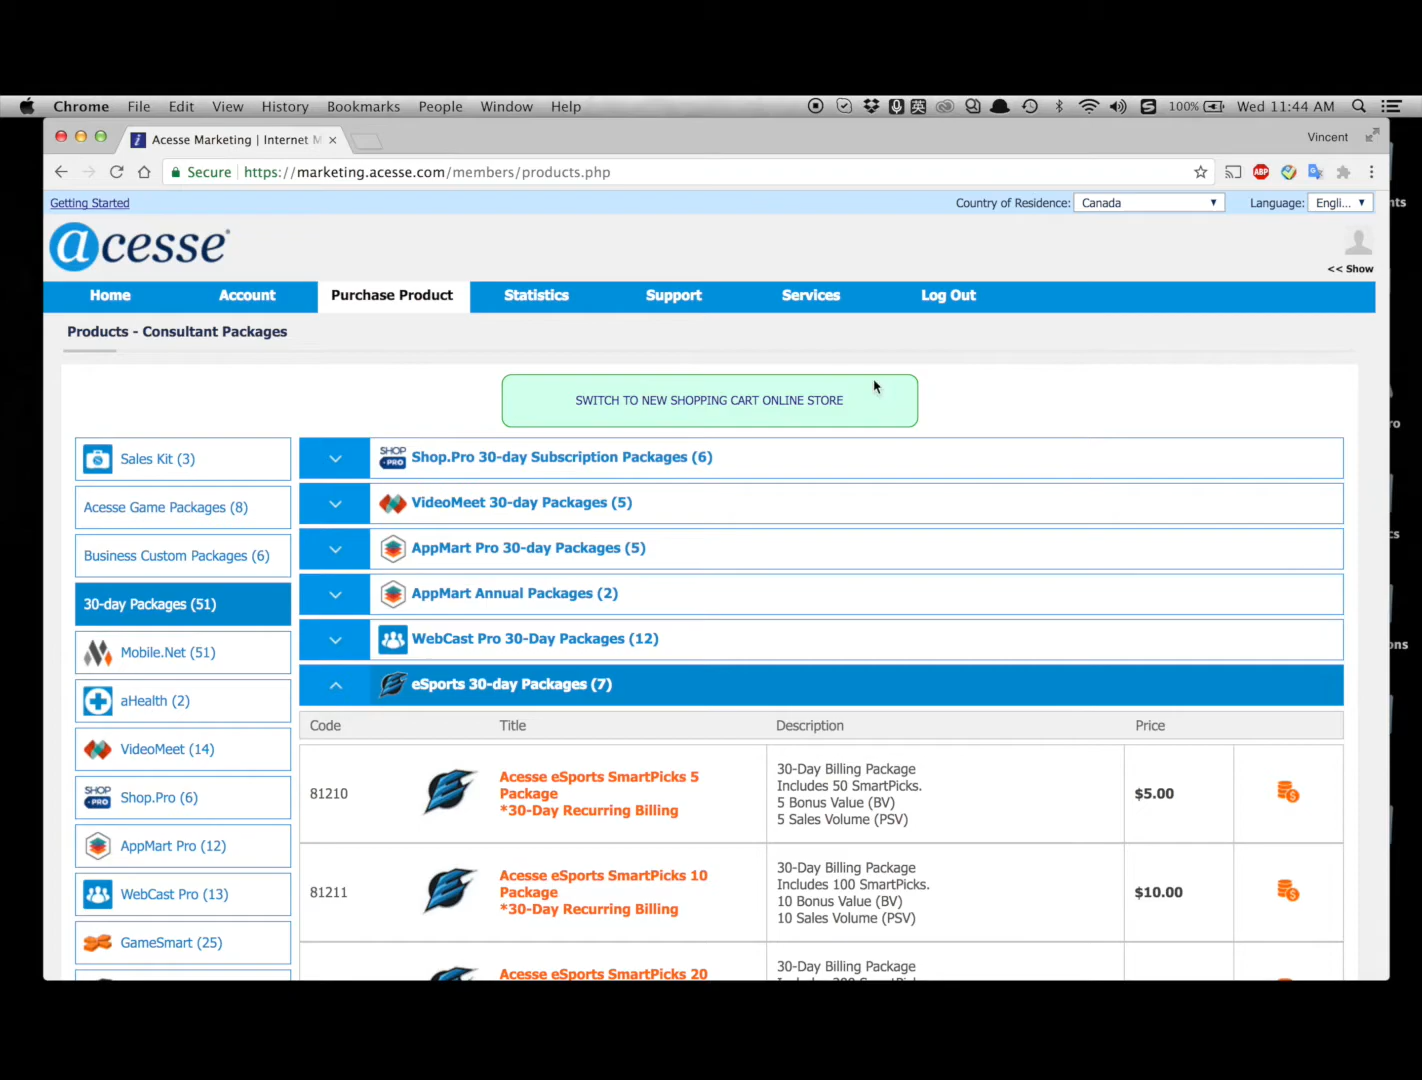 Chrome File Edit View History Bookmarks People Window Help 100% Wed 11:44 AM
Acesse Marketing | Internet M Vincent
Secure https://marketing.acesse.com/members/products.php ABP
Getting Started Country of Residence: Canada Language: Engli...
acesse
<< Show
Home Account Purchase Product Statistics Support Services Log Out
Products - Consultant Packages
SWITCH TO NEW SHOPPING CART ONLINE STORE
Sales Kit (3)
Acesse Game Packages (8)
Business Custom Packages (6)
30-day Packages (51)
Mobile.Net (51)
aHealth (2)
VideoMeet (14)
SHOP PRO Shop.Pro (6)
AppMart Pro (12)
WebCast Pro (13)
GameSmart (25)
SHOP PRO Shop.Pro 30-day Subscription Packages (6)
VideoMeet 30-day Packages (5)
AppMart Pro 30-day Packages (5)
AppMart Annual Packages (2)
WebCast Pro 30-Day Packages (12)
eSports 30-day Packages (7)
Code Title Description Price
81210
Acesse eSports SmartPicks 5
Package
*30-Day Recurring Billing
30-Day Billing Package
Includes 50 SmartPicks.
5 Bonus Value (BV)
5 Sales Volume (PSV)
$5.00
81211
Acesse eSports SmartPicks 10
Package
*30-Day Recurring Billing
30-Day Billing Package
Includes 100 SmartPicks.
10 Bonus Value (BV)
10 Sales Volume (PSV)
$10.00
Acesse eSports SmartPicks 20
30-Day Billing Package